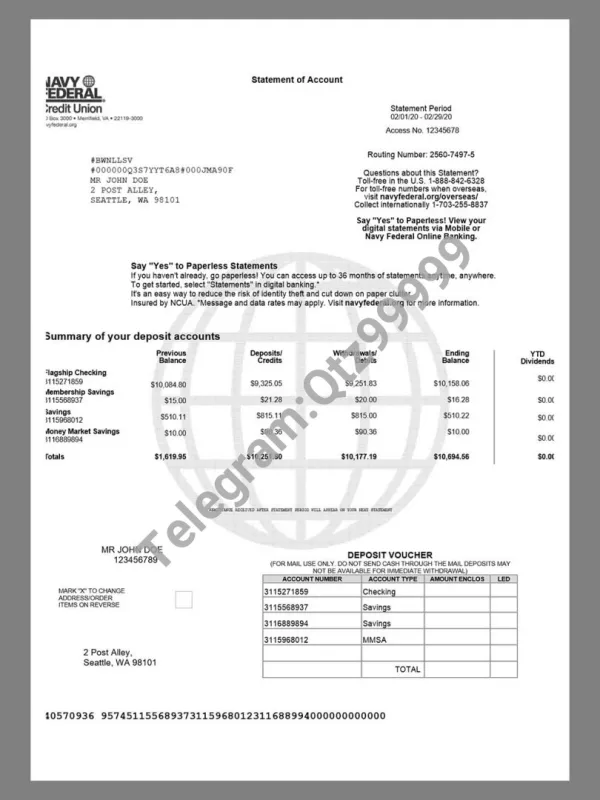 NAVY
FEDERAL
Credit Union
Box 3000 • Merrifield, VA • 22119-3000
navyfederal.org
Statement of Account
Statement Period
02/01/20 - 02/29/20
Access No. 12345678
Routing Number: 2560-7497-5
Questions about this Statement?
Toll-free in the U.S. 1-888-842-6328
For toll-free numbers when overseas,
visit navyfederal.org/overseas/
Collect internationally 1-703-255-8837
Say "Yes" to Paperless! View your
digital statements via Mobile or
Navy Federal Online Banking.
#BWNLLSV
#000000Q3S7YYT6A8#000JMA90F
MR JOHN DOE
2 POST ALLEY,
SEATTLE, WA 98101
Say "Yes" to Paperless Statements
If you haven't already, go paperless! You can access up to 36 months of statements anytime, anywhere.
To get started, select "Statements" in digital banking.*
It's an easy way to reduce the risk of identity theft and cut down on paper clutter.
Insured by NCUA. *Message and data rates may apply. Visit navyfederal.org for more information.
Summary of your deposit accounts
Previous Balance Deposits/ Credits Withdrawals/ Debits Ending Balance YTD Dividends
Flagship Checking
3115271859 $10,084.80 $9,325.05 $9,251.83 $10,158.06 $0.00
Membership Savings
3115568937 $15.00 $21.28 $20.00 $16.28 $0.00
Savings
3115968012 $510.11 $815.11 $815.00 $510.22 $0.00
Money Market Savings
3116889894 $10.00 $90.36 $90.36 $10.00 $0.00
Totals $1,619.95 $10,177.19 $10,694.56 $0.00
Telegram:Qtz99999
MR JOHN DOE
123456789
MARK "X" TO CHANGE
ADDRESS/ORDER
ITEMS ON REVERSE
2 Post Alley,
Seattle, WA 98101
DEPOSIT VOUCHER
(FOR MAIL USE ONLY. DO NOT SEND CASH THROUGH THE MAIL DEPOSITS MAY
NOT BE AVAILABLE FOR IMMEDIATE WITHDRAWAL)
ACCOUNT NUMBER ACCOUNT TYPE AMOUNT ENCLOS LED
3115271859 Checking
3115568937 Savings
3116889894 Savings
3115968012 MMSA
TOTAL
40570936 957451155689373115968012311688994000000000000